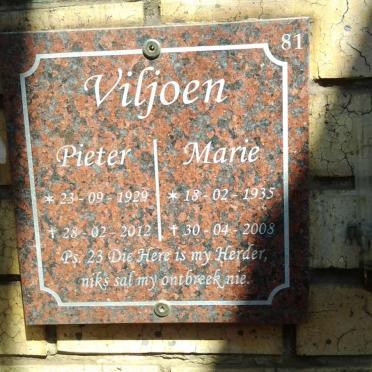 81
Viljoen
Pieter Marie
* 23 - 09 - 1929 * 18 - 02 - 1935
† 28 - 02 - 2012 † 30 - 04 - 2008
Ps. 23 Die Here is my Herder,
niks sal my ontbreek nie.